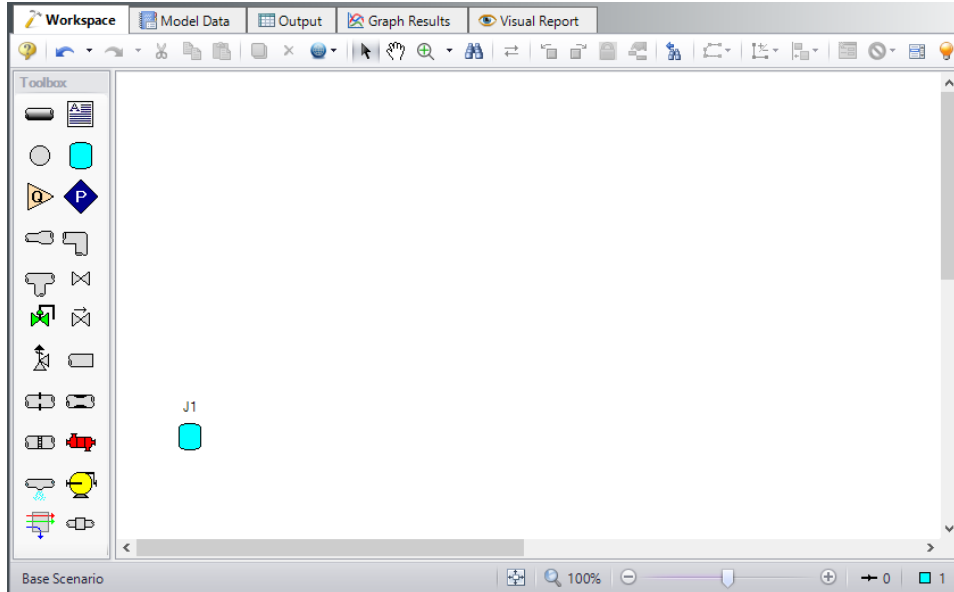 Workspace Model Data Output Graph Results Visual Report
Toolbox
A
Q P
J1
Base Scenario 100% 0 1